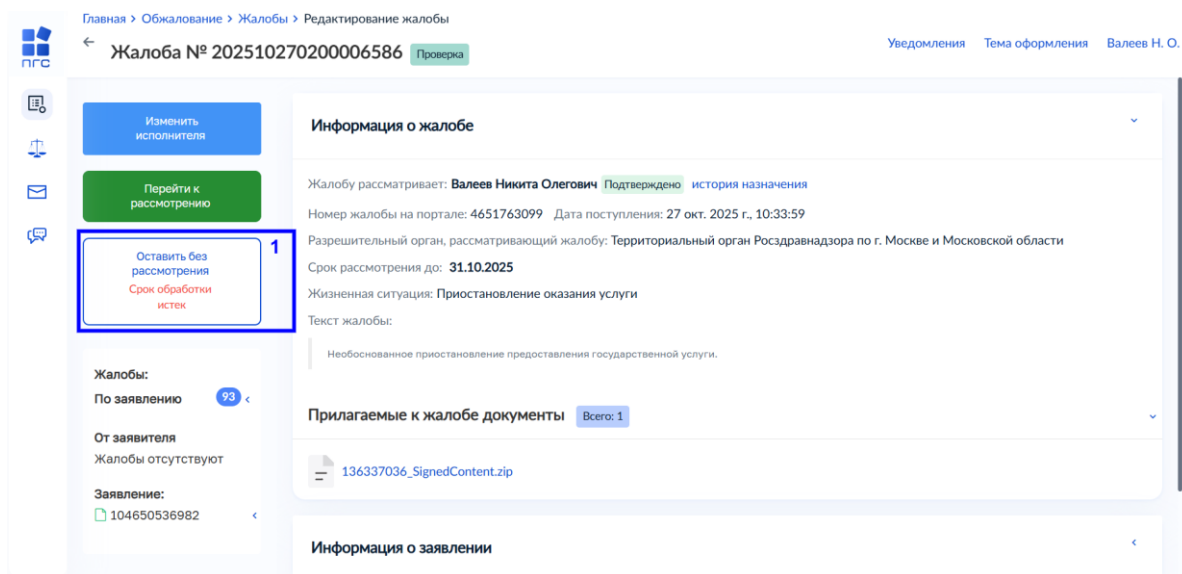 Главная > Обжалование > Жалобы > Редактирование жалобы
ПГС
← Жалоба № 202510270200006586 Проверка
Уведомления Тема оформления Валеев Н. О.
Изменить
исполнителя
Перейти к
рассмотрению
Оставить без
рассмотрения
Срок обработки
истек
1
Жалобы:
По заявлению 93
От заявителя
Жалобы отсутствуют
Заявление:
104650536982
Информация о жалобе
Жалобу рассматривает: Валеев Никита Олегович Подтверждено история назначения
Номер жалобы на портале: 4651763099 Дата поступления: 27 окт. 2025 г., 10:33:59
Разрешительный орган, рассматривающий жалобу: Территориальный орган Росздравнадзора по г. Москве и Московской области
Срок рассмотрения до: 31.10.2025
Жизненная ситуация: Приостановление оказания услуги
Текст жалобы:
Необоснованное приостановление предоставления государственной услуги.
Прилагаемые к жалобе документы Всего: 1
136337036_SignedContent.zip
Информация о заявлении